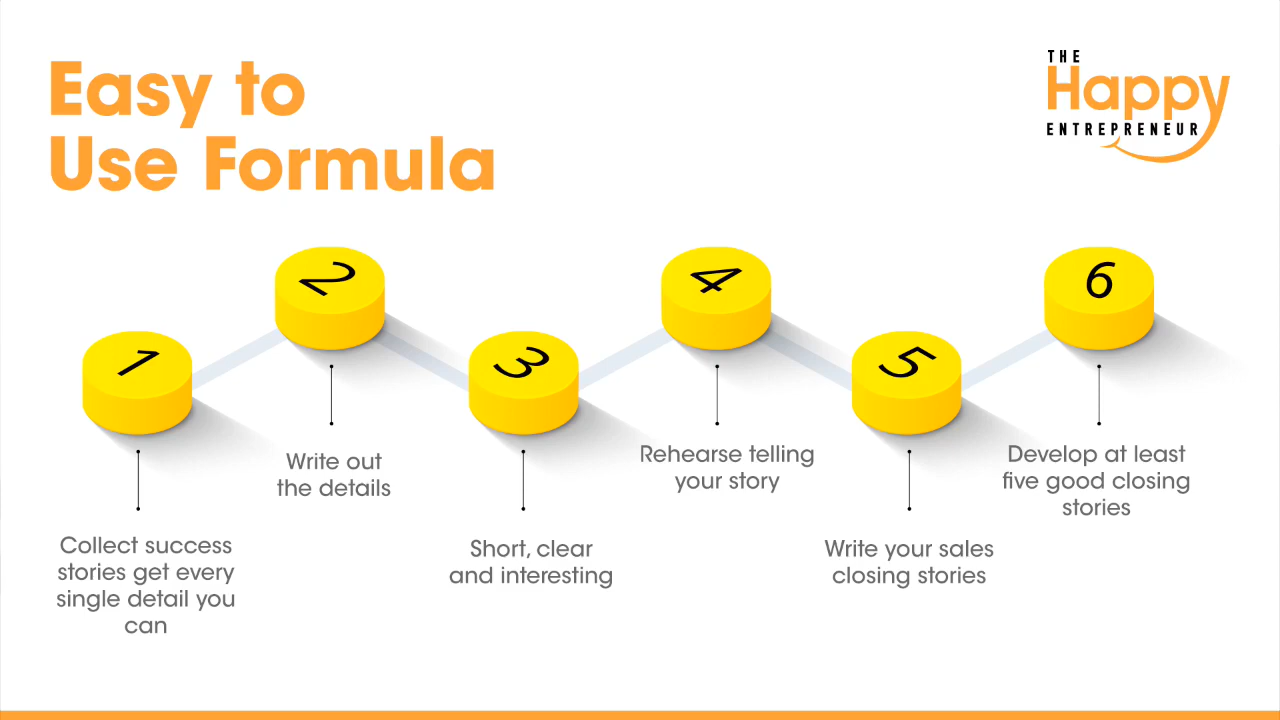 Easy to
Use Formula
THE
Happy
ENTREPRENEUR
1
Collect success
stories get every
single detail you
can
2
Write out
the details
3
Short, clear
and interesting
4
Rehearse telling
your story
5
Write your sales
closing stories
6
Develop at least
five good closing
stories